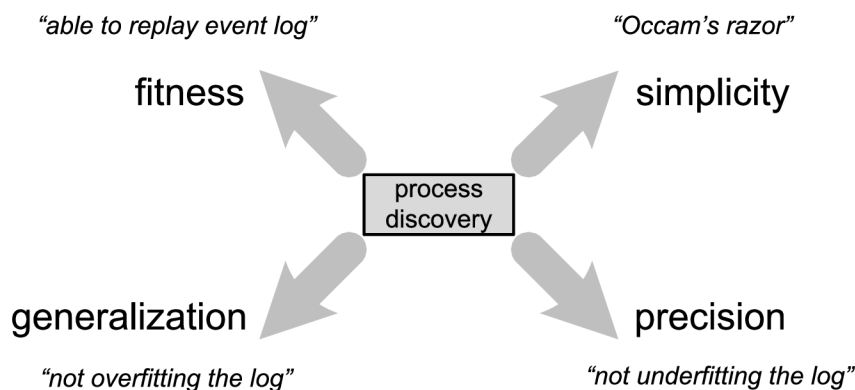 “able to replay event log”
“Occam’s razor”
fitness
simplicity
process
discovery
generalization
precision
“not overfitting the log”
“not underfitting the log”